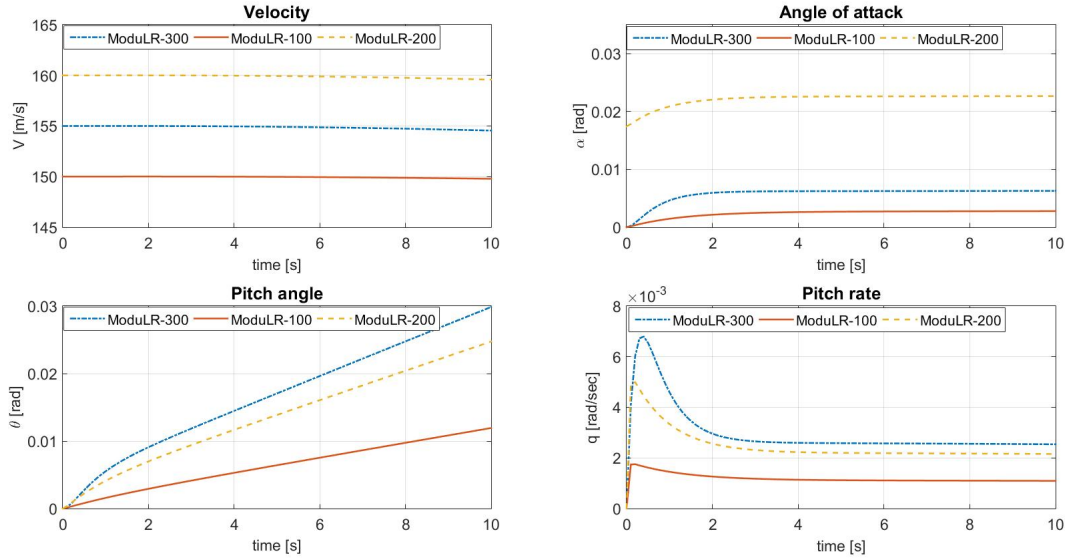 Velocity
ModuLR-300 ModuLR-100 ModuLR-200
165
160
155
150
145
V [m/s]
0 2 4 6 8 10
time [s]
Angle of attack
ModuLR-300 ModuLR-100 ModuLR-200
0.03
0.02
0.01
0
α [rad]
0 2 4 6 8 10
time [s]
Pitch angle
ModuLR-300 ModuLR-100 ModuLR-200
0.03
0.02
0.01
0
θ [rad]
0 2 4 6 8 10
time [s]
Pitch rate
×10⁻³
ModuLR-300 ModuLR-100 ModuLR-200
8
6
4
2
0
q [rad/sec]
0 2 4 6 8 10
time [s]